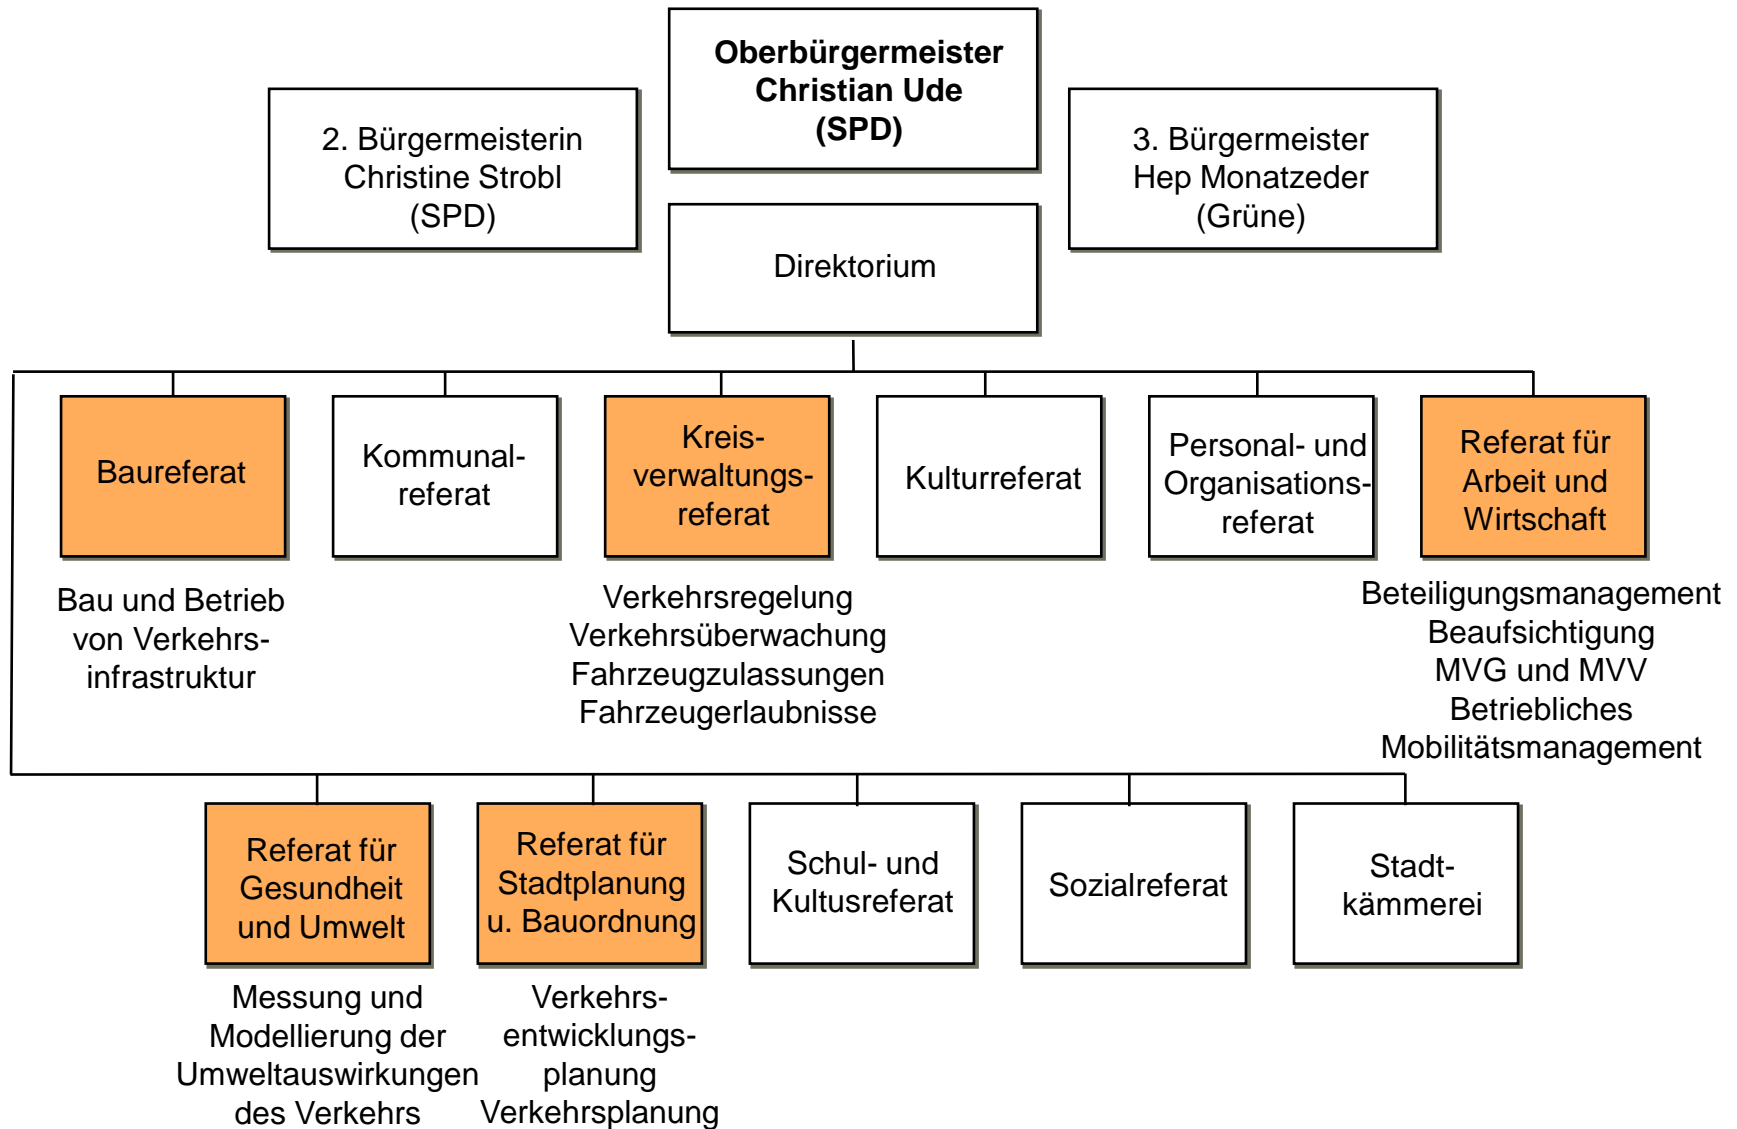 Oberbürgermeister
Christian Ude
(SPD)
2. Bürgermeisterin
Christine Strobl
(SPD)
3. Bürgermeister
Hep Monatzeder
(Grüne)
Direktorium
Baureferat
Kommunal-
referat
Kreis-
verwaltungs-
referat
Kulturreferat
Personal- und
Organisations-
referat
Referat für
Arbeit und
Wirtschaft
Bau und Betrieb
von Verkehrs-
infrastruktur
Verkehrsregelung
Verkehrsüberwachung
Fahrzeugzulassungen
Fahrzeugerlaubnisse
Beteiligungsmanagement
Beaufsichtigung
MVG und MVV
Betriebliches
Mobilitätsmanagement
Referat für
Gesundheit
und Umwelt
Referat für
Stadtplanung
u. Bauordnung
Schul- und
Kultusreferat
Sozialreferat
Stadt-
kämmerei
Messung und
Modellierung der
Umweltauswirkungen
des Verkehrs
Verkehrs-
entwicklungs-
planung
Verkehrsplanung